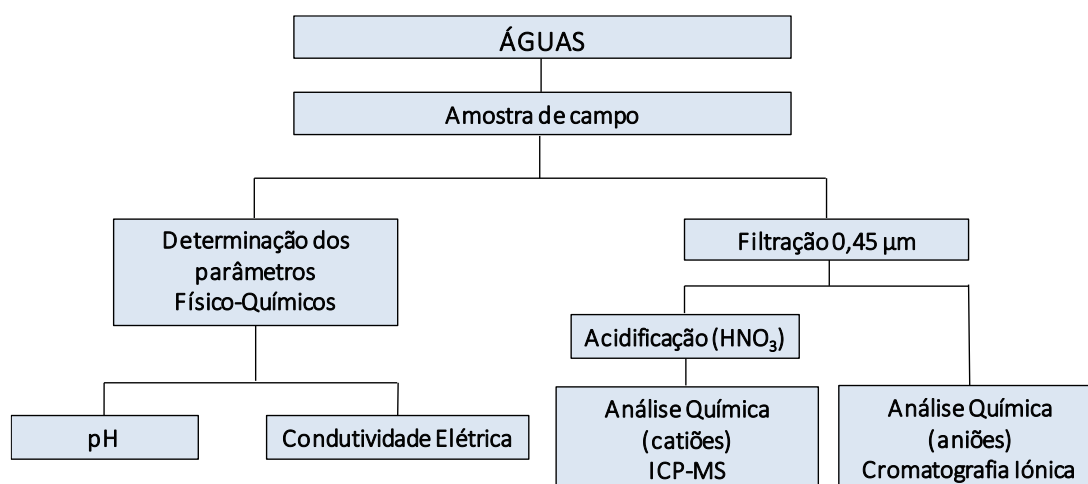 ÁGUAS
Amostra de campo
Determinação dos
parâmetros
Físico-Químicos
Filtração 0,45 µm
Acidificação (HNO₃)
pH
Condutividade Elétrica
Análise Química
(catiões)
ICP-MS
Análise Química
(aniões)
Cromatografia Iónica